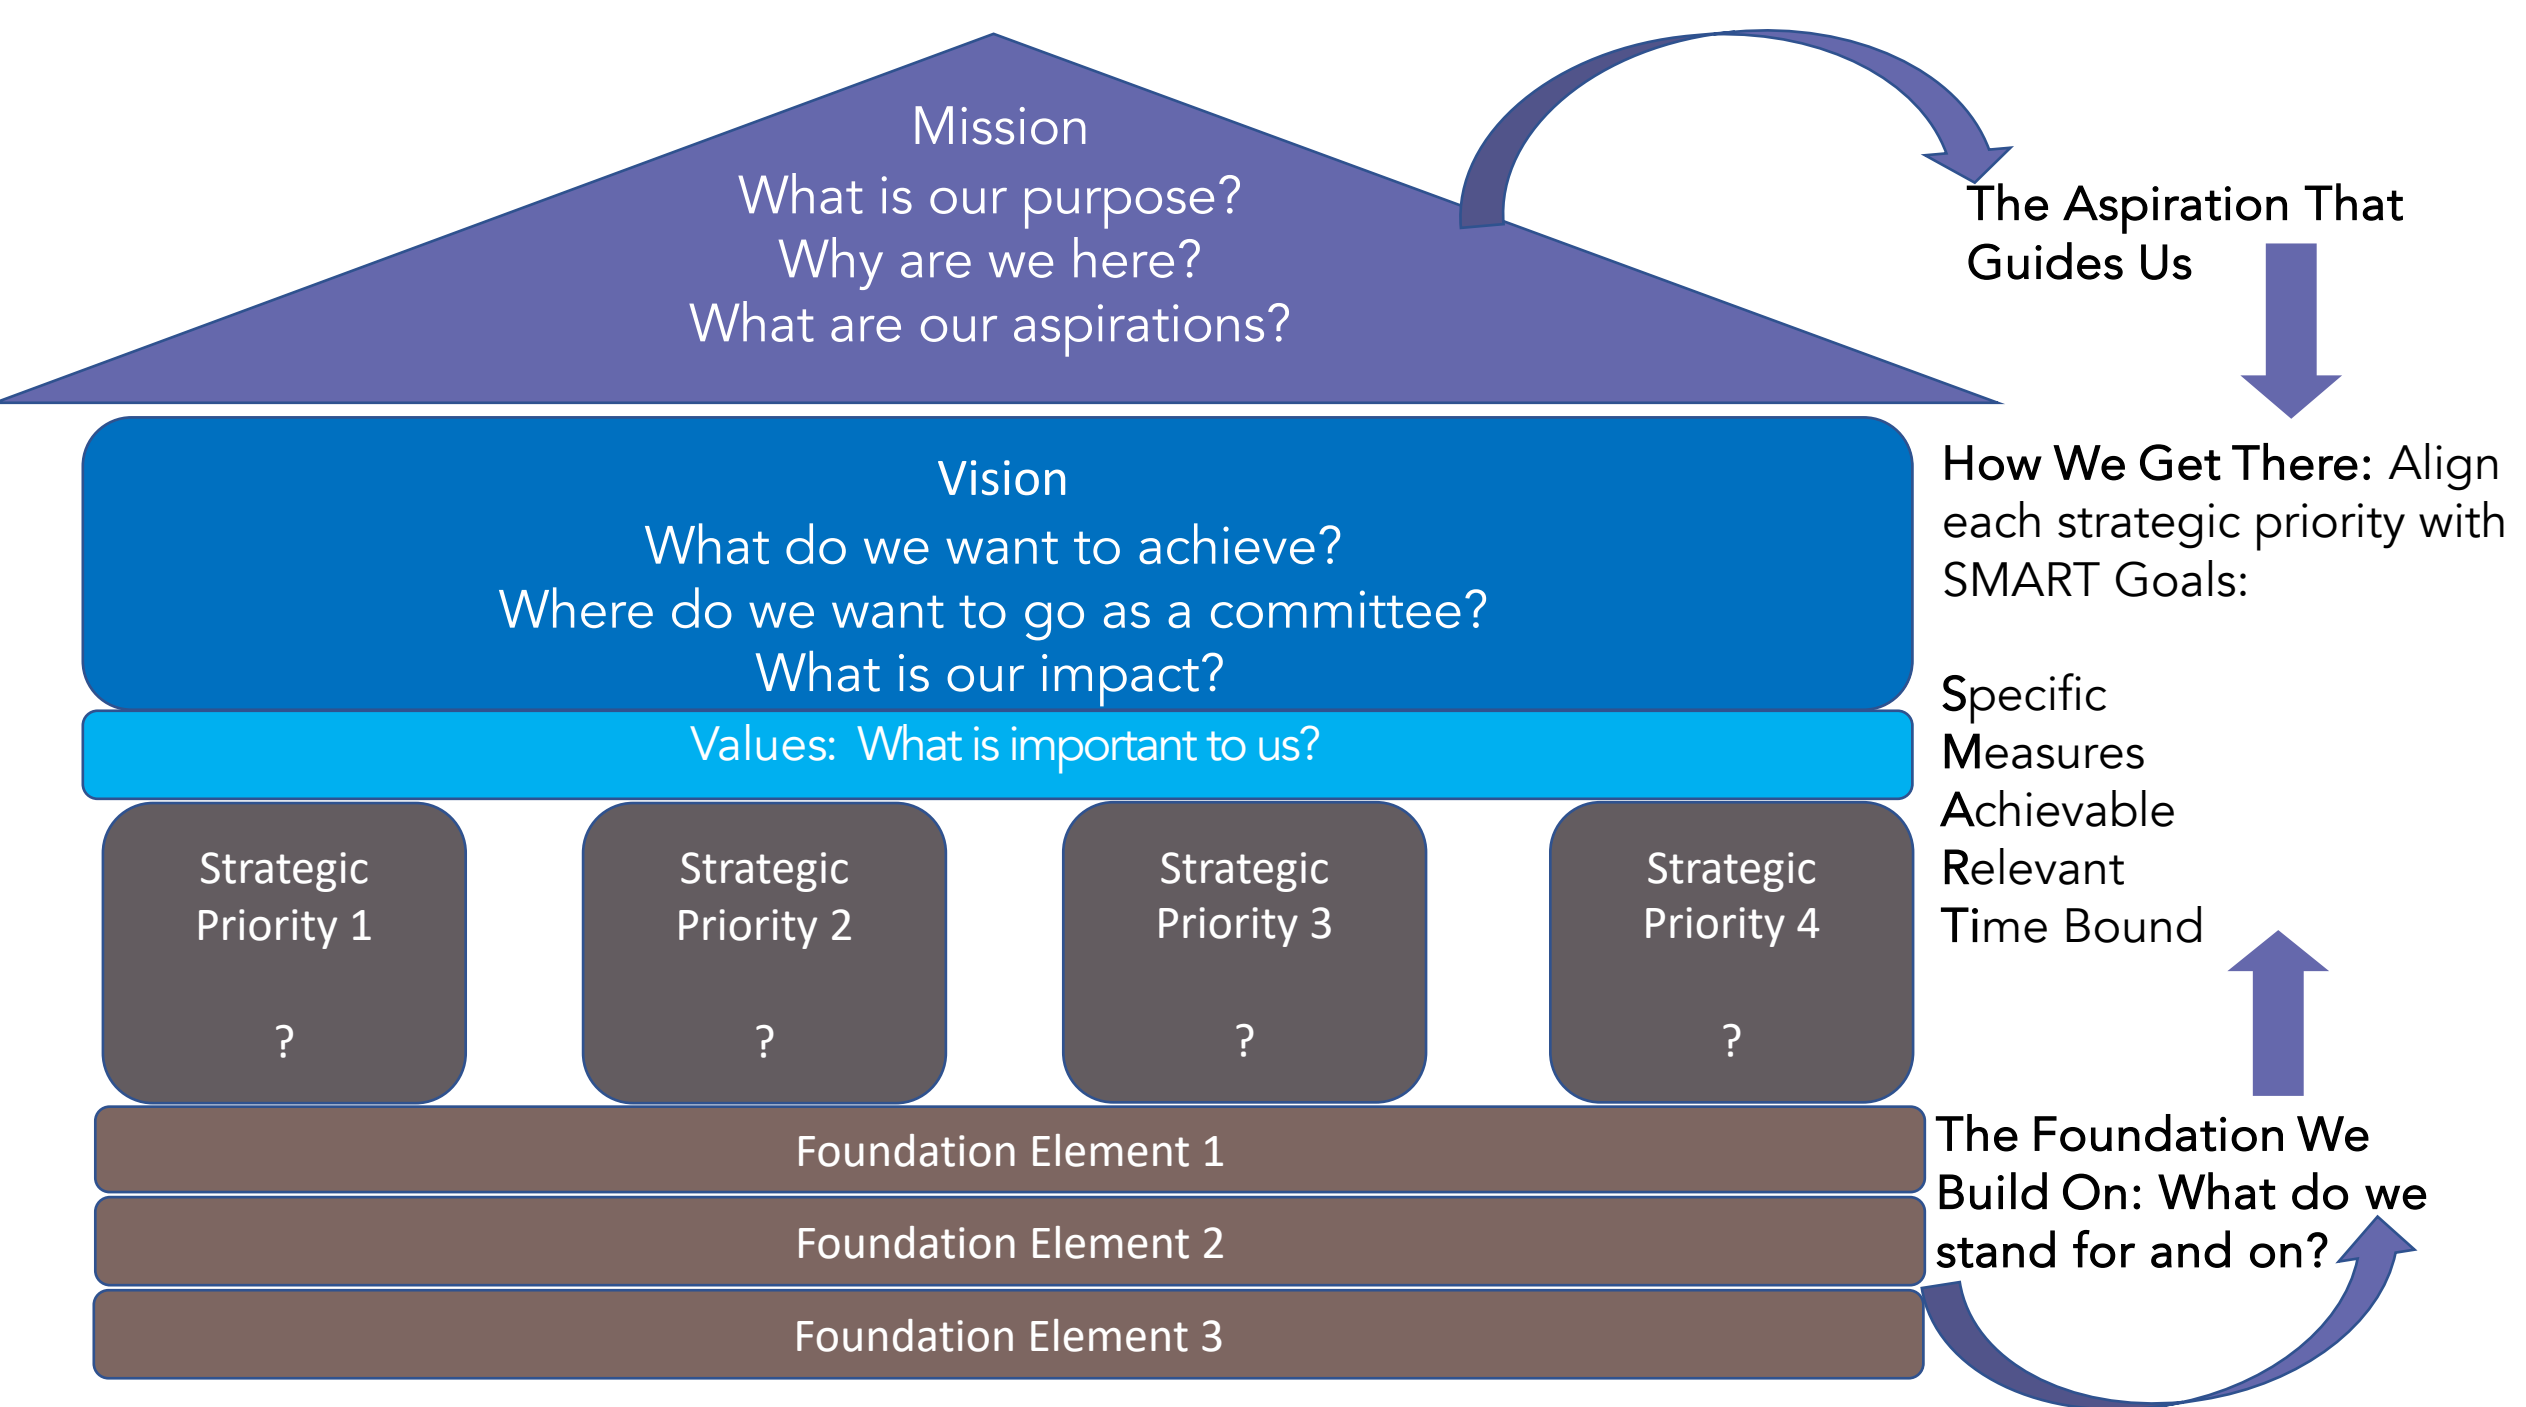 Mission
What is our purpose?
Why are we here?
What are our aspirations?
The Aspiration That
Guides Us
Vision
What do we want to achieve?
Where do we want to go as a committee?
What is our impact?
Values: What is important to us?
How We Get There: Align
each strategic priority with
SMART Goals:
Specific
Measures
Achievable
Relevant
Time Bound
Strategic
Priority 1
?
Strategic
Priority 2
?
Strategic
Priority 3
?
Strategic
Priority 4
?
Foundation Element 1
Foundation Element 2
Foundation Element 3
The Foundation We
Build On: What do we
stand for and on?